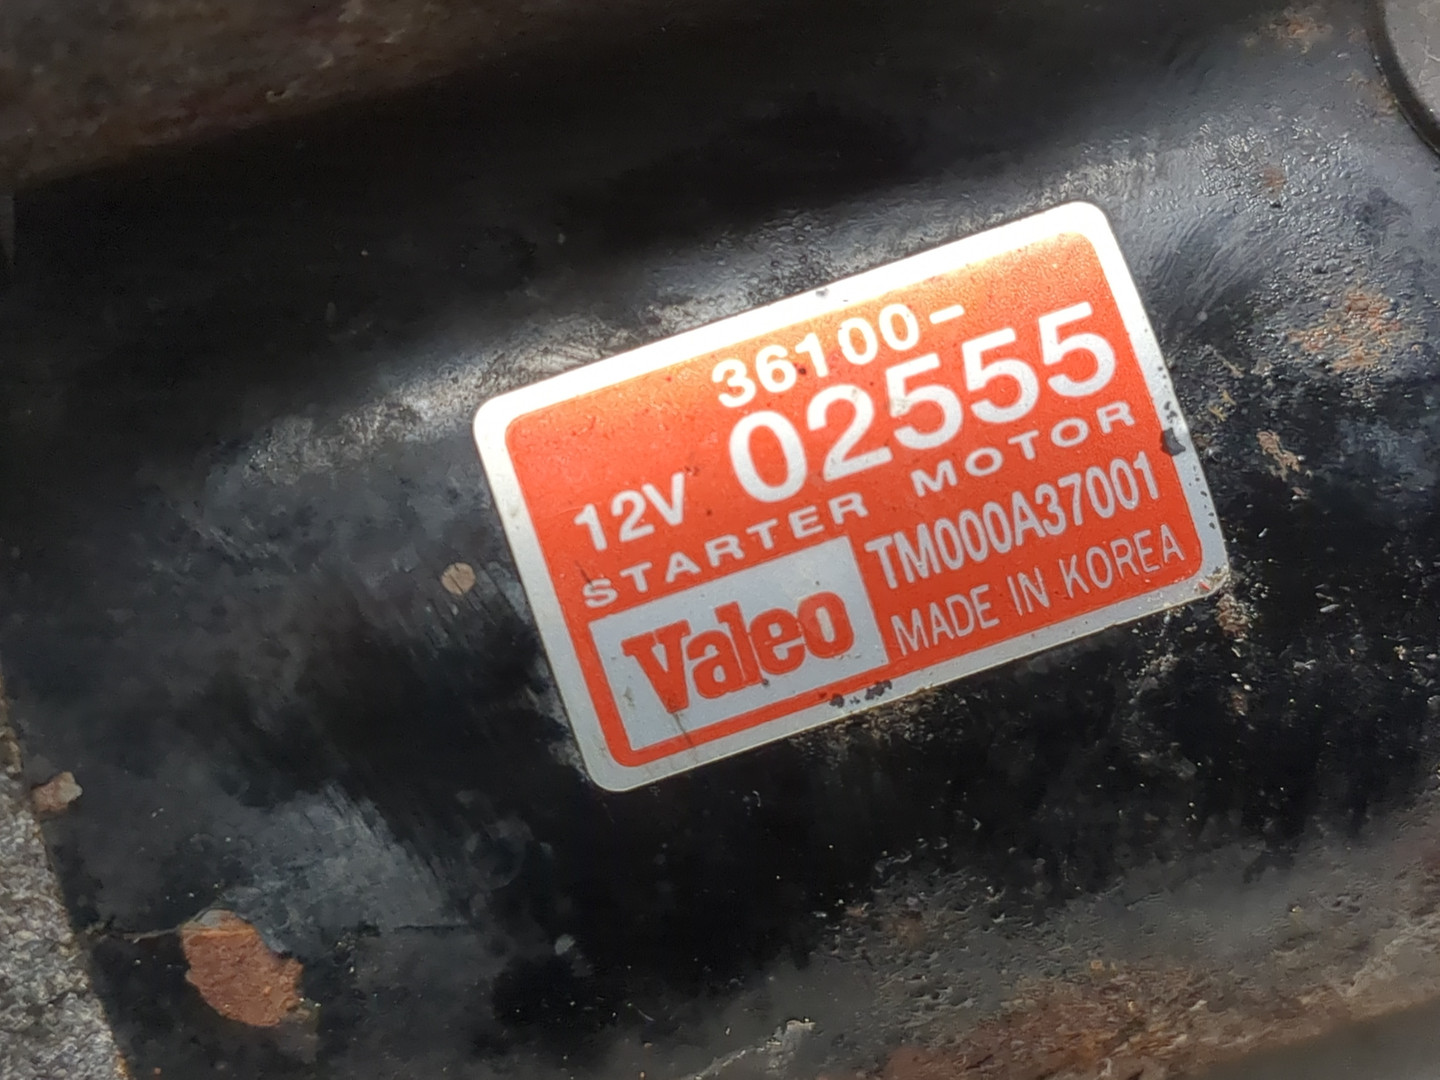 36100-
12V 02555
STARTER MOTOR
Valeo TM000A37001
MADE IN KOREA